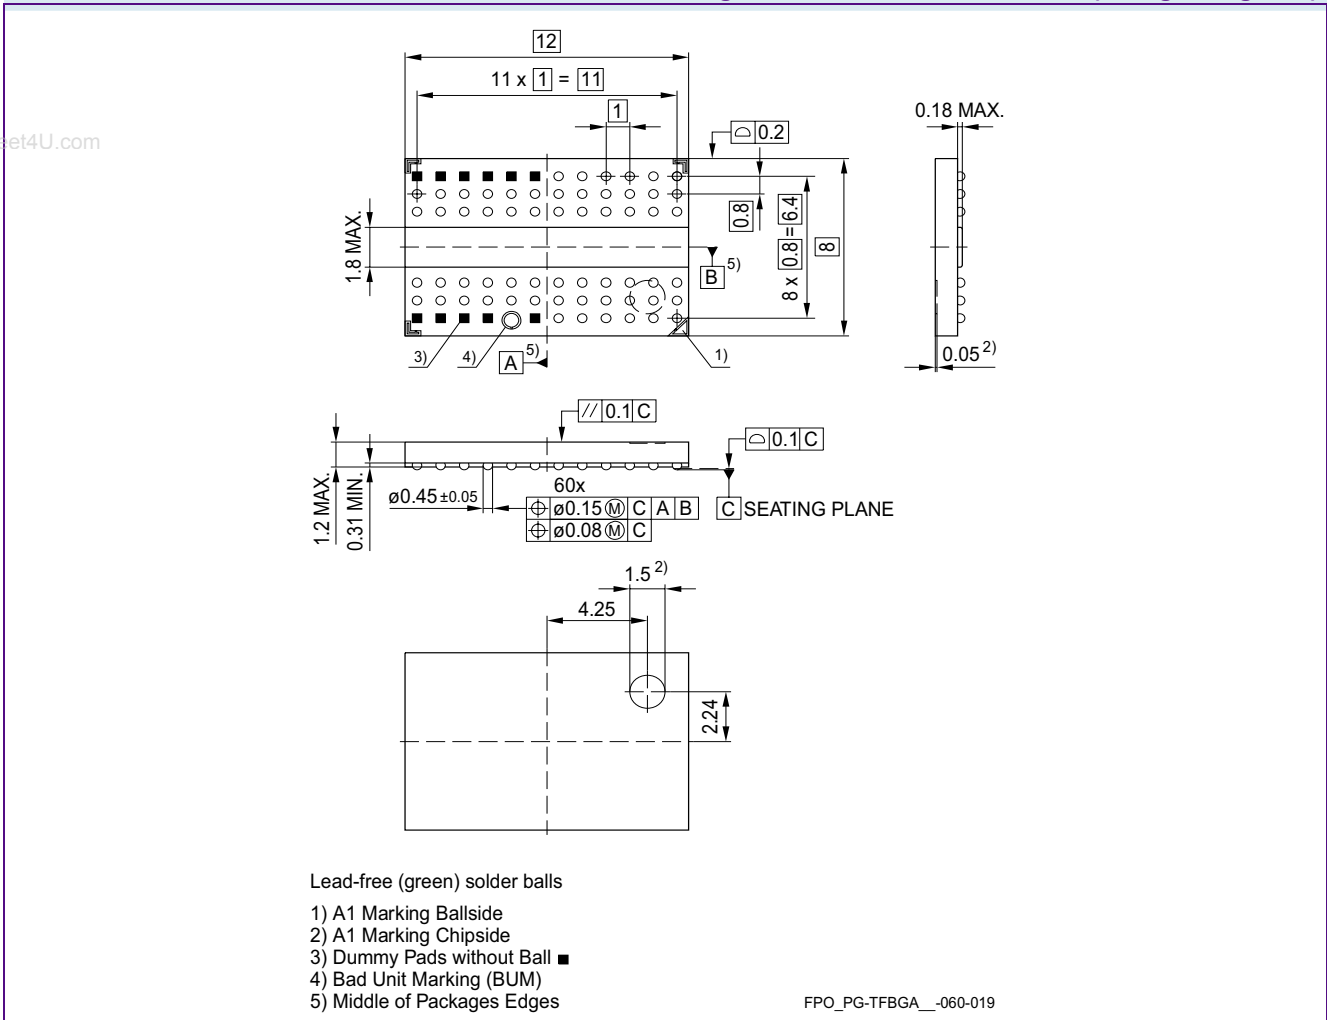 12
11 x 1 = 11
1
0.18 MAX.
et4U.com
⌓ 0.2
0.8
8 x 0.8 = 6.4
8
1.8 MAX.
B 5)
3)
4)
A 5)
1)
0.05 2)
// 0.1 C
⌓ 0.1 C
1.2 MAX.
0.31 MIN.
ø0.45 ±0.05
60x
⌖ ø0.15 Ⓜ C A B
⌖ ø0.08 Ⓜ C
C SEATING PLANE
1.5 2)
4.25
2.24
Lead-free (green) solder balls
1) A1 Marking Ballside
2) A1 Marking Chipside
3) Dummy Pads without Ball ■
4) Bad Unit Marking (BUM)
5) Middle of Packages Edges
FPO_PG-TFBGA__-060-019